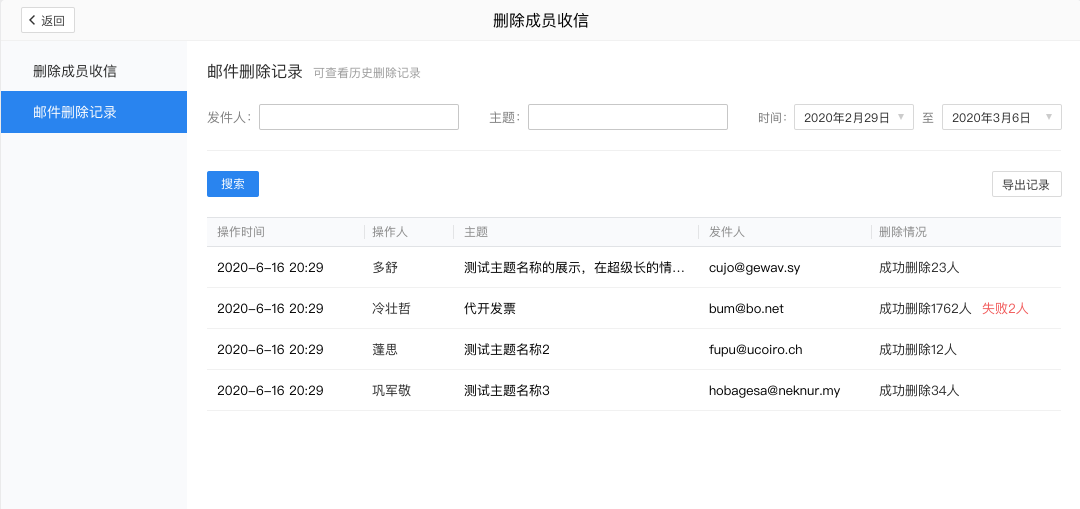 返回
删除成员收信
删除成员收信
邮件删除记录
邮件删除记录 可查看历史删除记录
发件人: 主题: 时间: 2020年2月29日 至 2020年3月6日
搜索 导出记录
操作时间 操作人 主题 发件人 删除情况
2020-6-16 20:29 多舒 测试主题名称的展示，在超级长的情... cujo@gewav.sy 成功删除23人
2020-6-16 20:29 冷壮哲 代开发票 bum@bo.net 成功删除1762人 失败2人
2020-6-16 20:29 蓬思 测试主题名称2 fupu@ucoiro.ch 成功删除12人
2020-6-16 20:29 巩军敬 测试主题名称3 hobagesa@neknur.my 成功删除34人